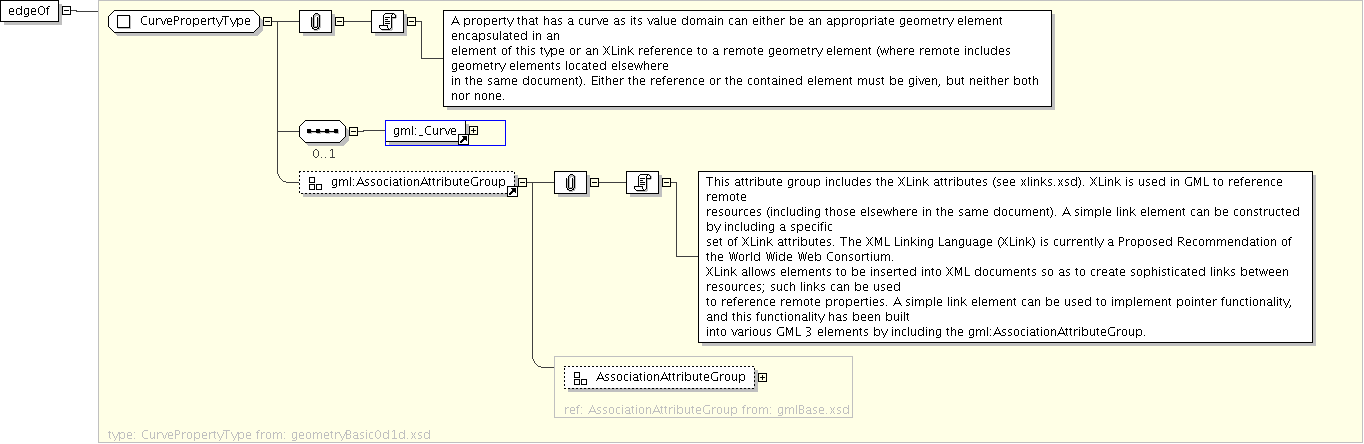 edgeOf
CurvePropertyType
A property that has a curve as its value domain can either be an appropriate geometry element
encapsulated in an
element of this type or an XLink reference to a remote geometry element (where remote includes
geometry elements located elsewhere
in the same document). Either the reference or the contained element must be given, but neither both
nor none.
gml:_Curve
0..1
gml:AssociationAttributeGroup
This attribute group includes the XLink attributes (see xlinks.xsd). XLink is used in GML to reference
remote
resources (including those elsewhere in the same document). A simple link element can be constructed
by including a specific
set of XLink attributes. The XML Linking Language (XLink) is currently a Proposed Recommendation of
the World Wide Web Consortium.
XLink allows elements to be inserted into XML documents so as to create sophisticated links between
resources; such links can be used
to reference remote properties. A simple link element can be used to implement pointer functionality,
and this functionality has been built
into various GML 3 elements by including the gml:AssociationAttributeGroup.
AssociationAttributeGroup
ref: AssociationAttributeGroup from: gmlBase.xsd
type: CurvePropertyType from: geometryBasic0d1d.xsd